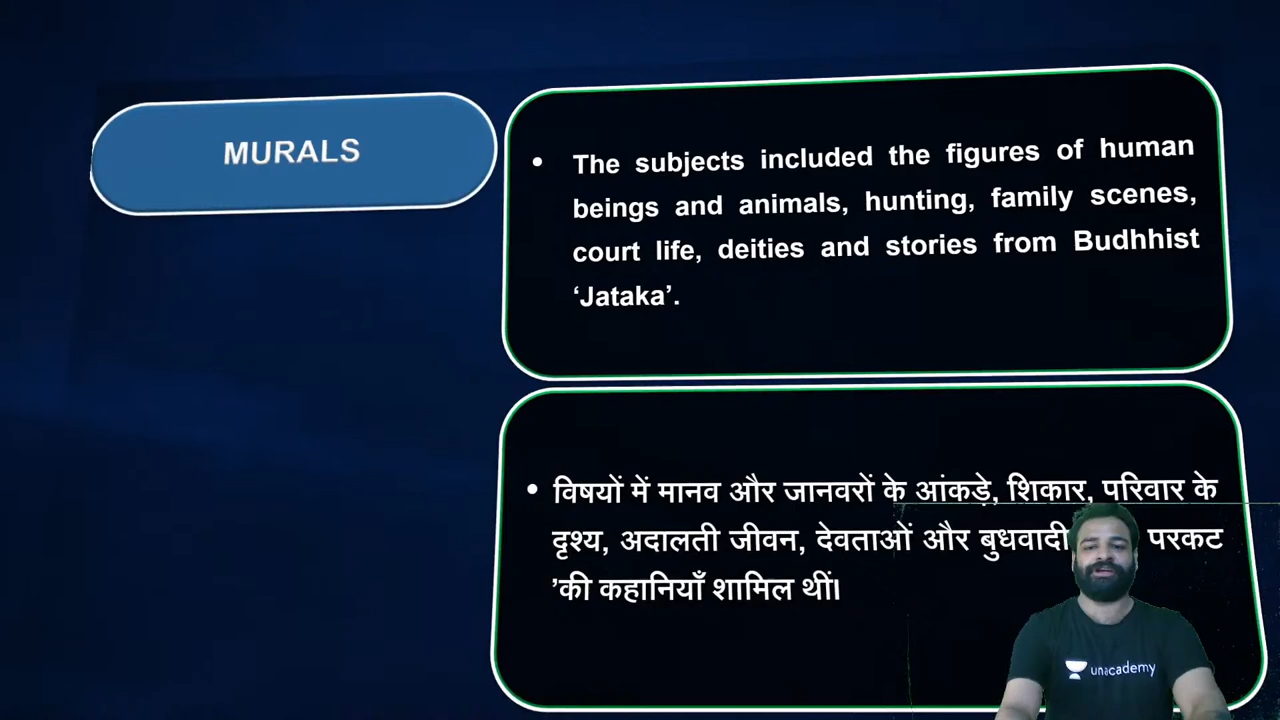 MURALS
• The subjects included the figures of human
beings and animals, hunting, family scenes,
court life, deities and stories from Budhhist
‘Jataka’.
• विषयों में मानव और जानवरों के आंकड़े, शिकार, परिवार के
दृश्य, अदालती जीवन, देवताओं और बुधवादी परकट
’की कहानियाँ शामिल थीं।
unacademy